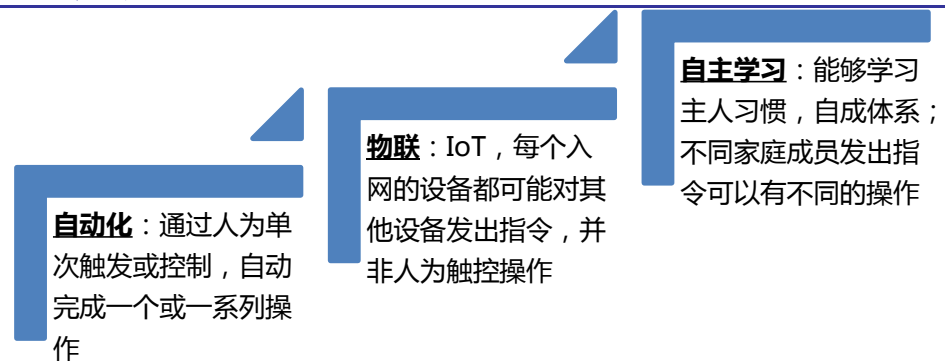 自动化：通过人为单
次触发或控制，自动
完成一个或一系列操
作
物联：IoT，每个入
网的设备都可能对其
他设备发出指令，并
非人为触控操作
自主学习：能够学习
主人习惯，自成体系；
不同家庭成员发出指
令可以有不同的操作